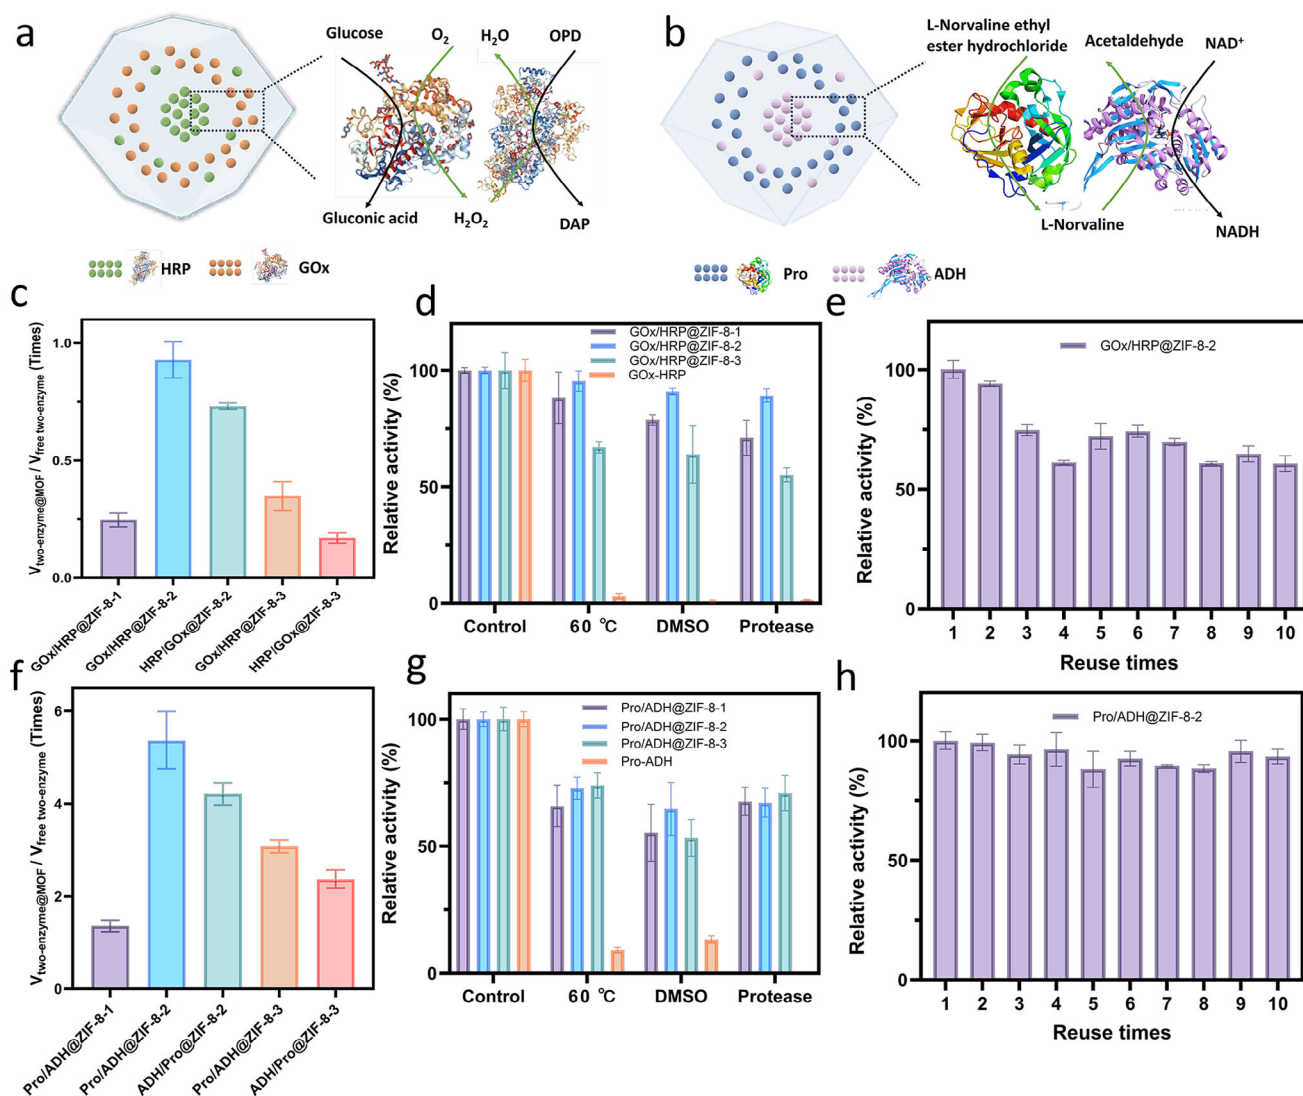 a
Glucose
O₂
H₂O
OPD
Gluconic acid
H₂O₂
DAP
HRP
GOx
b
L-Norvaline ethyl
ester hydrochloride
Acetaldehyde
NAD⁺
L-Norvaline
NADH
Pro
ADH
c
V two-enzyme@MOF / V free two-enzyme (Times)
1.0
0.5
0.0
GOx/HRP@ZIF-8-1
GOx/HRP@ZIF-8-2
HRP/GOx@ZIF-8-2
GOx/HRP@ZIF-8-3
HRP/GOx@ZIF-8-3
d
Relative activity (%)
100
50
0
GOx/HRP@ZIF-8-1
GOx/HRP@ZIF-8-2
GOx/HRP@ZIF-8-3
GOx-HRP
Control
60 ℃
DMSO
Protease
e
Relative activity (%)
100
50
0
GOx/HRP@ZIF-8-2
1 2 3 4 5 6 7 8 9 10
Reuse times
f
V two-enzyme@MOF / V free two-enzyme (Times)
6
4
2
0
Pro/ADH@ZIF-8-1
Pro/ADH@ZIF-8-2
ADH/Pro@ZIF-8-2
Pro/ADH@ZIF-8-3
ADH/Pro@ZIF-8-3
g
Relative activity (%)
100
50
0
Pro/ADH@ZIF-8-1
Pro/ADH@ZIF-8-2
Pro/ADH@ZIF-8-3
Pro-ADH
Control
60 ℃
DMSO
Protease
h
Relative activity (%)
100
50
0
Pro/ADH@ZIF-8-2
1 2 3 4 5 6 7 8 9 10
Reuse times